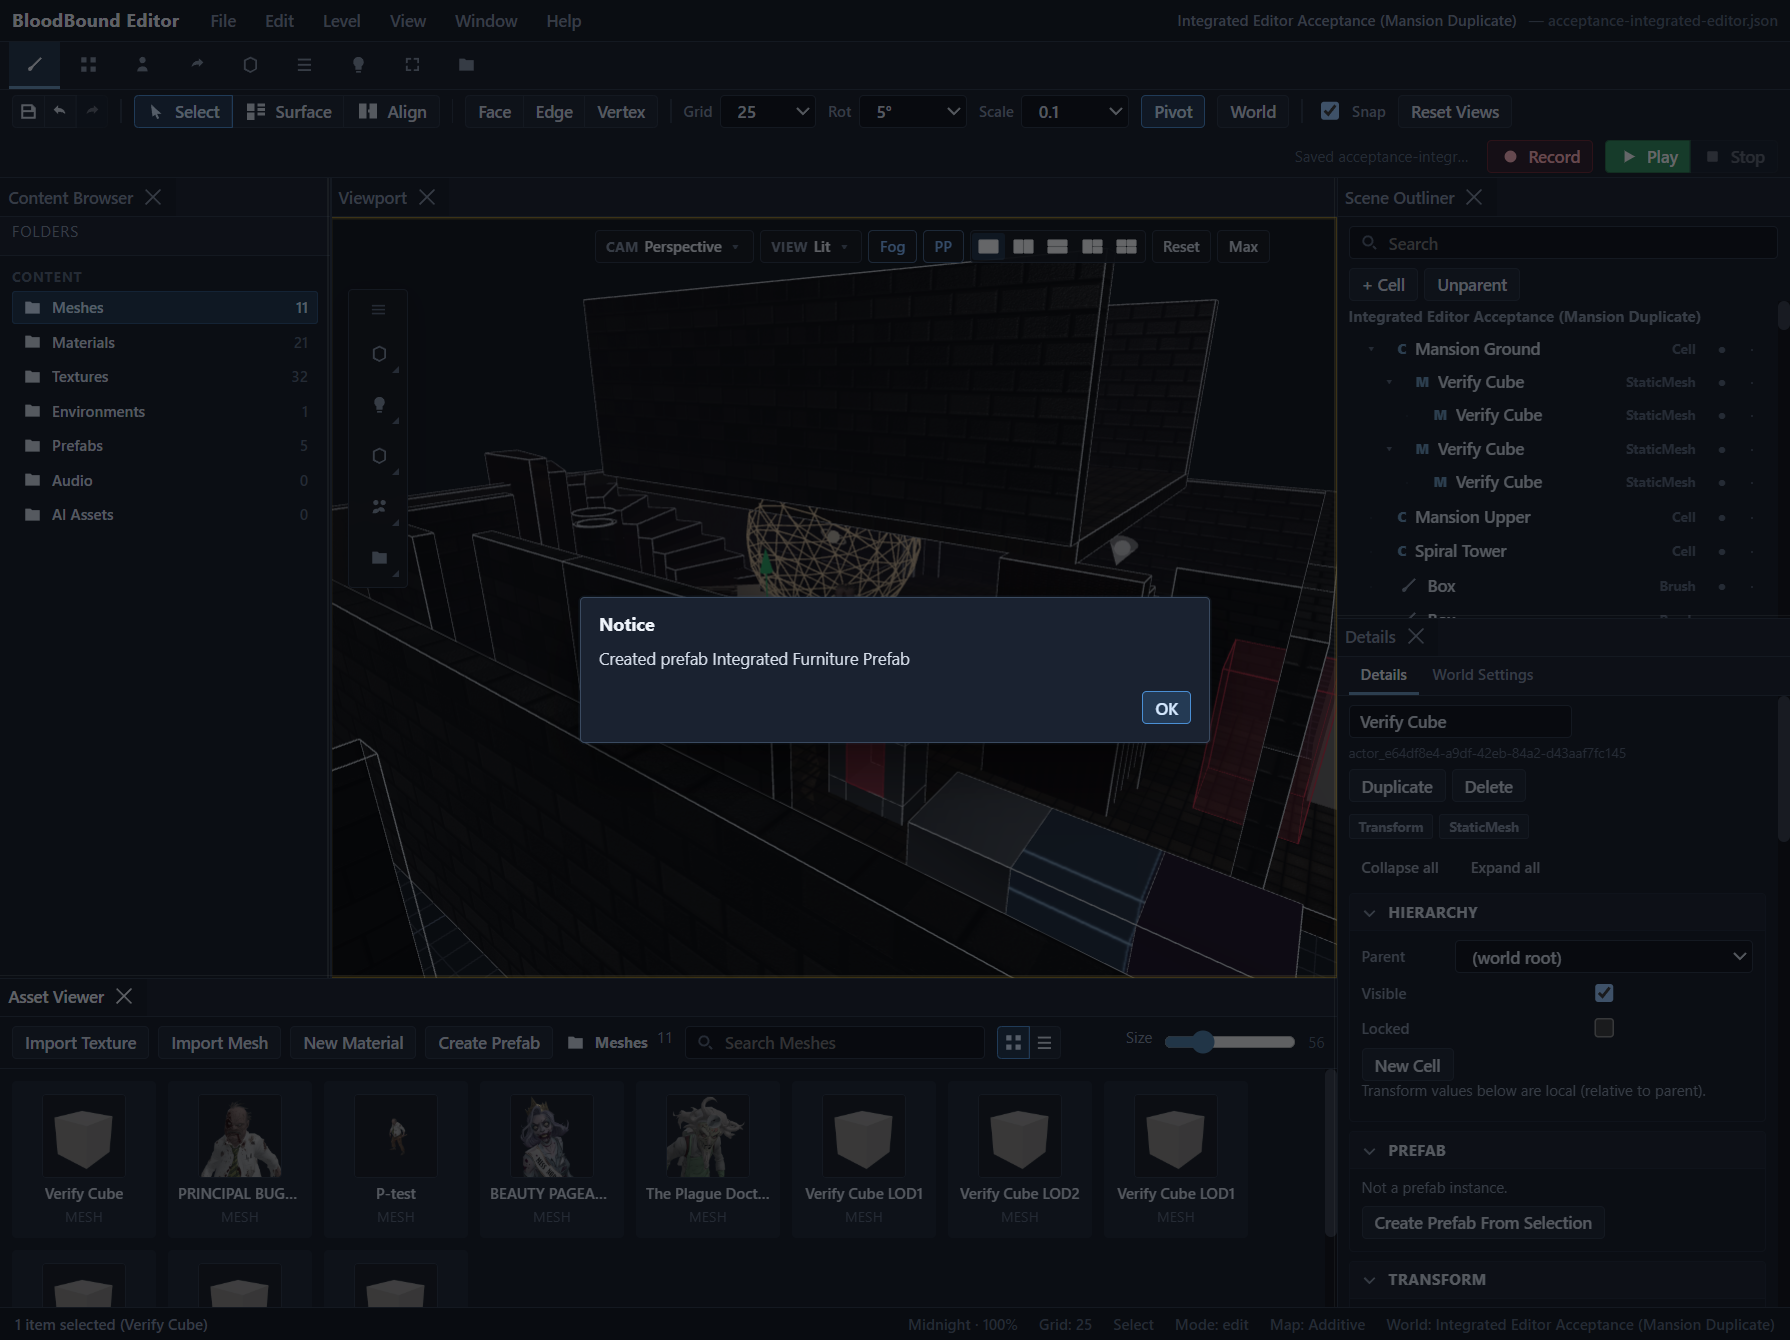 BloodBound Editor File Edit Level View Window Help Integrated Editor Acceptance (Mansion Duplicate) — acceptance-integrated-editor.json
Select Surface Align Face Edge Vertex Grid 25 Rot 5° Scale 0.1 Pivot World Snap Reset Views
Saved acceptance-integr... Record Play Stop
Content Browser
FOLDERS
CONTENT
Meshes 11
Materials 21
Textures 32
Environments 1
Prefabs 5
Audio 0
AI Assets 0
Viewport
CAM Perspective VIEW Lit Fog PP Reset Max
Notice
Created prefab Integrated Furniture Prefab
OK
Scene Outliner
Search
+ Cell Unparent
Integrated Editor Acceptance (Mansion Duplicate)
C Mansion Ground Cell
M Verify Cube StaticMesh
M Verify Cube StaticMesh
M Verify Cube StaticMesh
M Verify Cube StaticMesh
C Mansion Upper Cell
C Spiral Tower Cell
Box Brush
Details
Details World Settings
Verify Cube
actor_e64df8e4-a9df-42eb-84a2-d43aaf7fc145
Duplicate Delete
Transform StaticMesh
Collapse all Expand all
HIERARCHY
Parent (world root)
Visible
Locked
New Cell
Transform values below are local (relative to parent).
PREFAB
Not a prefab instance.
Create Prefab From Selection
TRANSFORM
Asset Viewer
Import Texture Import Mesh New Material Create Prefab Meshes 11 Search Meshes Size 56
Verify Cube PRINCIPAL BUG... P-test BEAUTY PAGEA... The Plague Doct... Verify Cube LOD1 Verify Cube LOD2 Verify Cube LOD1
MESH MESH MESH MESH MESH MESH MESH MESH
1 item selected (Verify Cube) Midnight · 100% Grid: 25 Select Mode: edit Map: Additive World: Integrated Editor Acceptance (Mansion Duplicate)